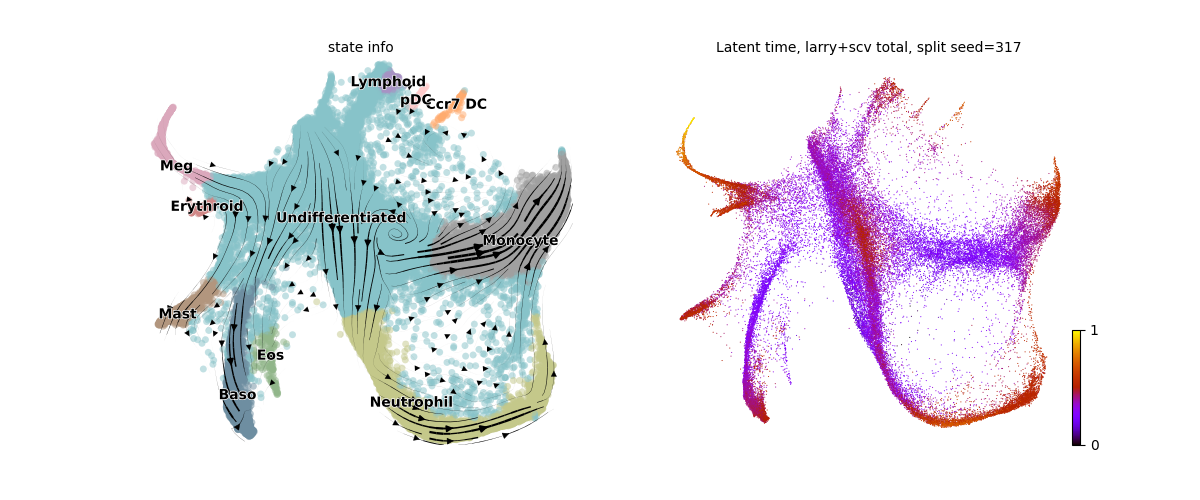 state info
Latent time, larry+scv total, split seed=317
Lymphoid
pDC
Ccr7 DC
Meg
Erythroid
Undifferentiated
Monocyte
Mast
Eos
Baso
Neutrophil
1
0